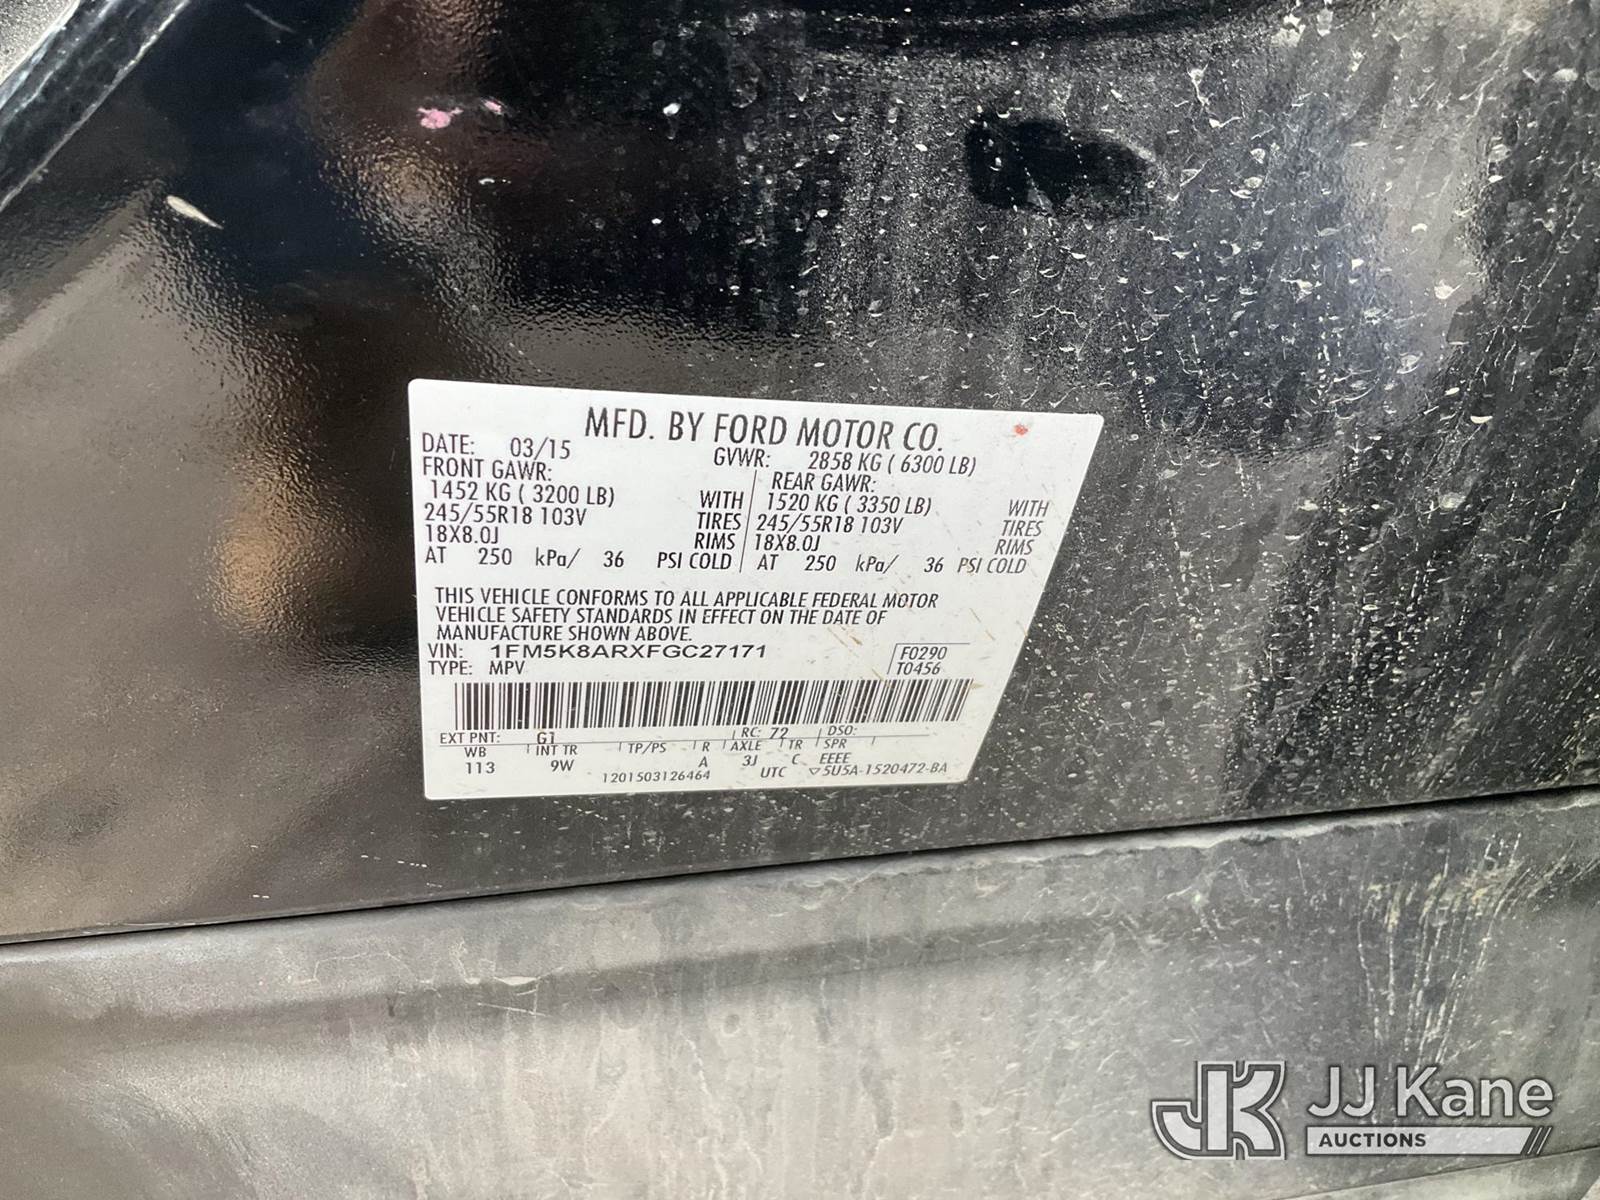 MFD. BY FORD MOTOR CO.
DATE: 03/15 GVWR: 2858 KG ( 6300 LB)
FRONT GAWR: REAR GAWR:
1452 KG ( 3200 LB) WITH 1520 KG ( 3350 LB) WITH
245/55R18 103V TIRES 245/55R18 103V TIRES
18X8.0J RIMS 18X8.0J RIMS
AT 250 kPa/ 36 PSI COLD AT 250 kPa/ 36 PSI COLD
THIS VEHICLE CONFORMS TO ALL APPLICABLE FEDERAL MOTOR
VEHICLE SAFETY STANDARDS IN EFFECT ON THE DATE OF
MANUFACTURE SHOWN ABOVE.
VIN: 1FM5K8ARXFGC27171 F0290
TYPE: MPV T0456
EXT PNT: G1 RC: 72 DSO:
WB INT TR TP/PS R AXLE TR SPR
113 9W A 3J C EEEE
1201503126464 UTC ▽5U5A-1520472-BA
JK JJ Kane
AUCTIONS